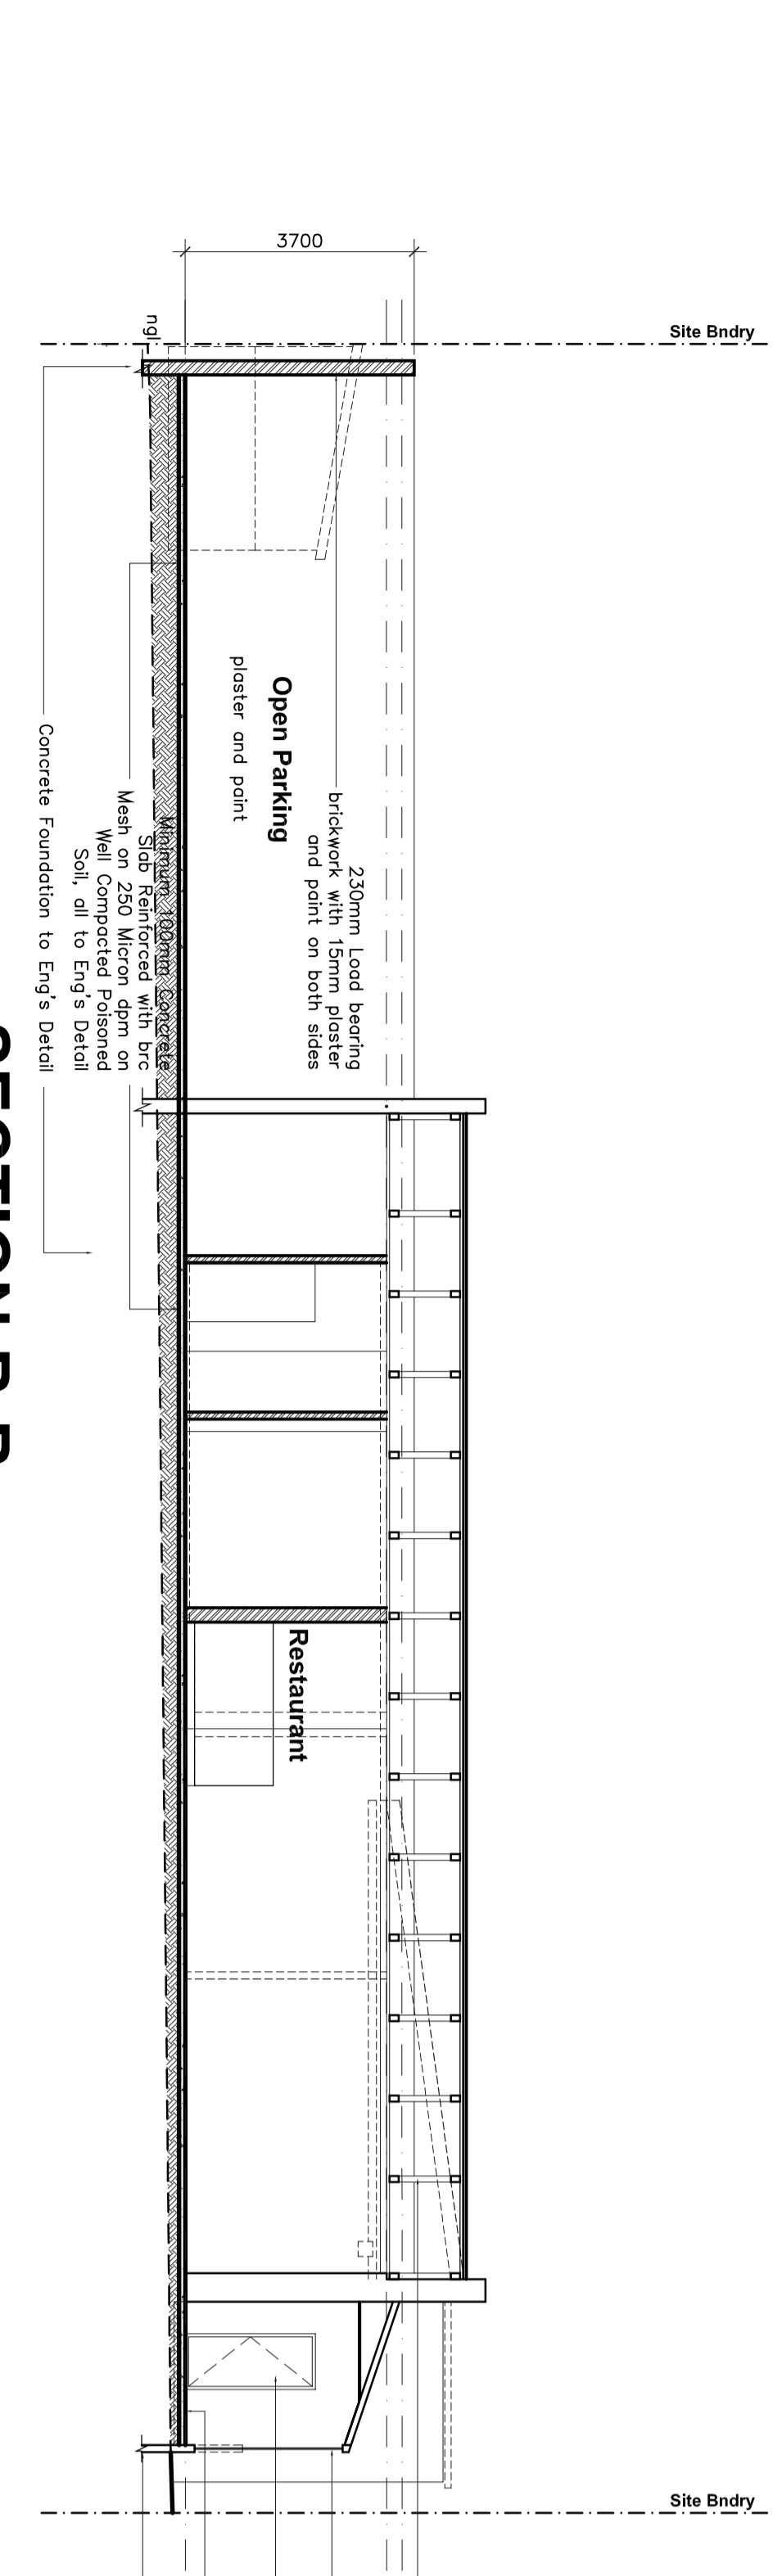 3700
Site Bndry
ngl
Open Parking
plaster and paint
230mm Load bearing
brickwork with 15mm plaster
and paint on both sides
Minimum 100mm Concrete
Slab Reinforced with brc
Mesh on 250 Micron dpm on
Well Compacted Poisoned
Soil, all to Eng's Detail
Concrete Foundation to Eng's Detail
Restaurant
Site Bndry